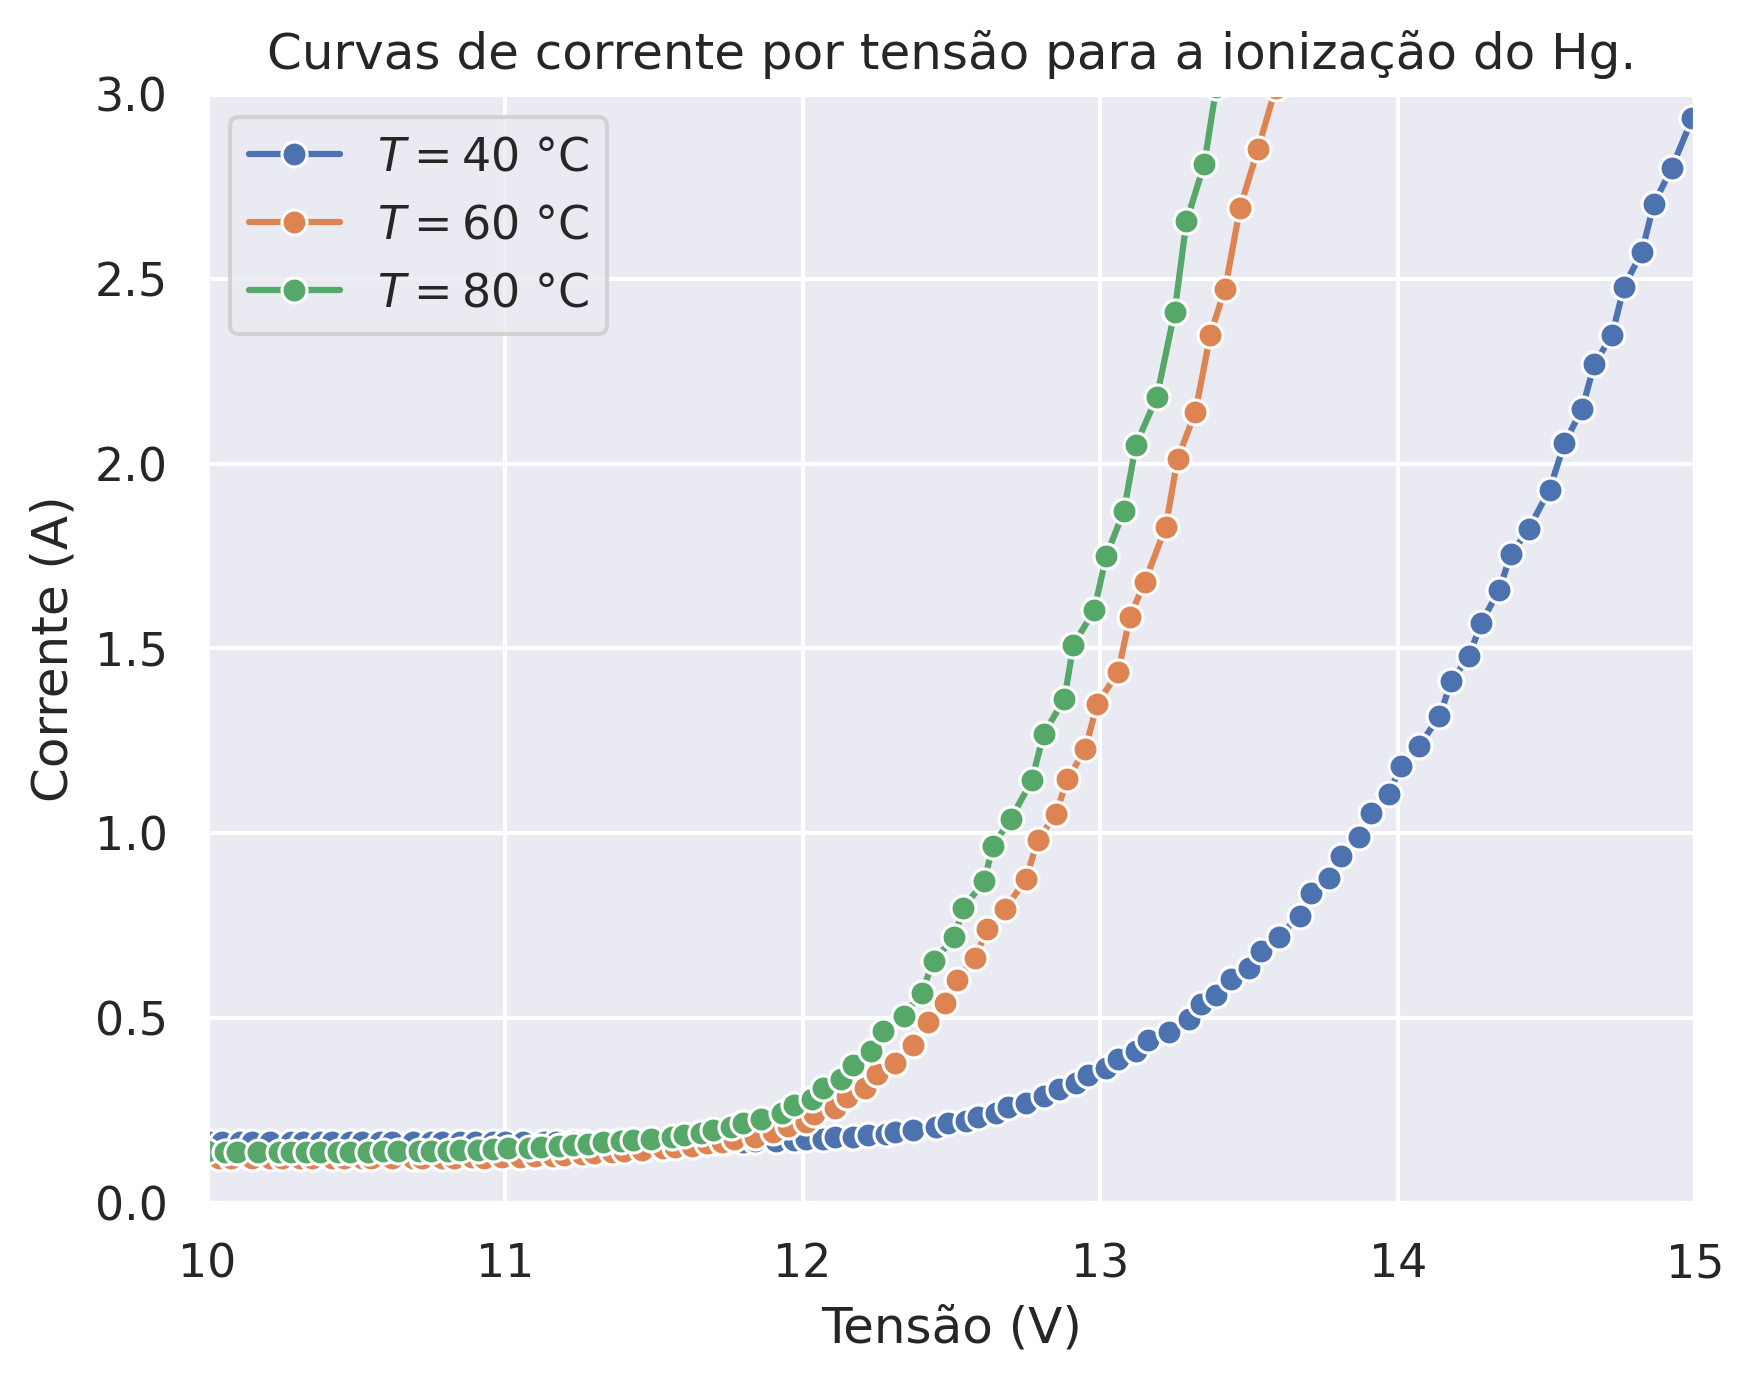 Curvas de corrente por tensão para a ionização do Hg.
3.0
2.5
2.0
1.5
1.0
0.5
0.0
Corrente (A)
T = 40 °C
T = 60 °C
T = 80 °C
10 11 12 13 14 15
Tensão (V)